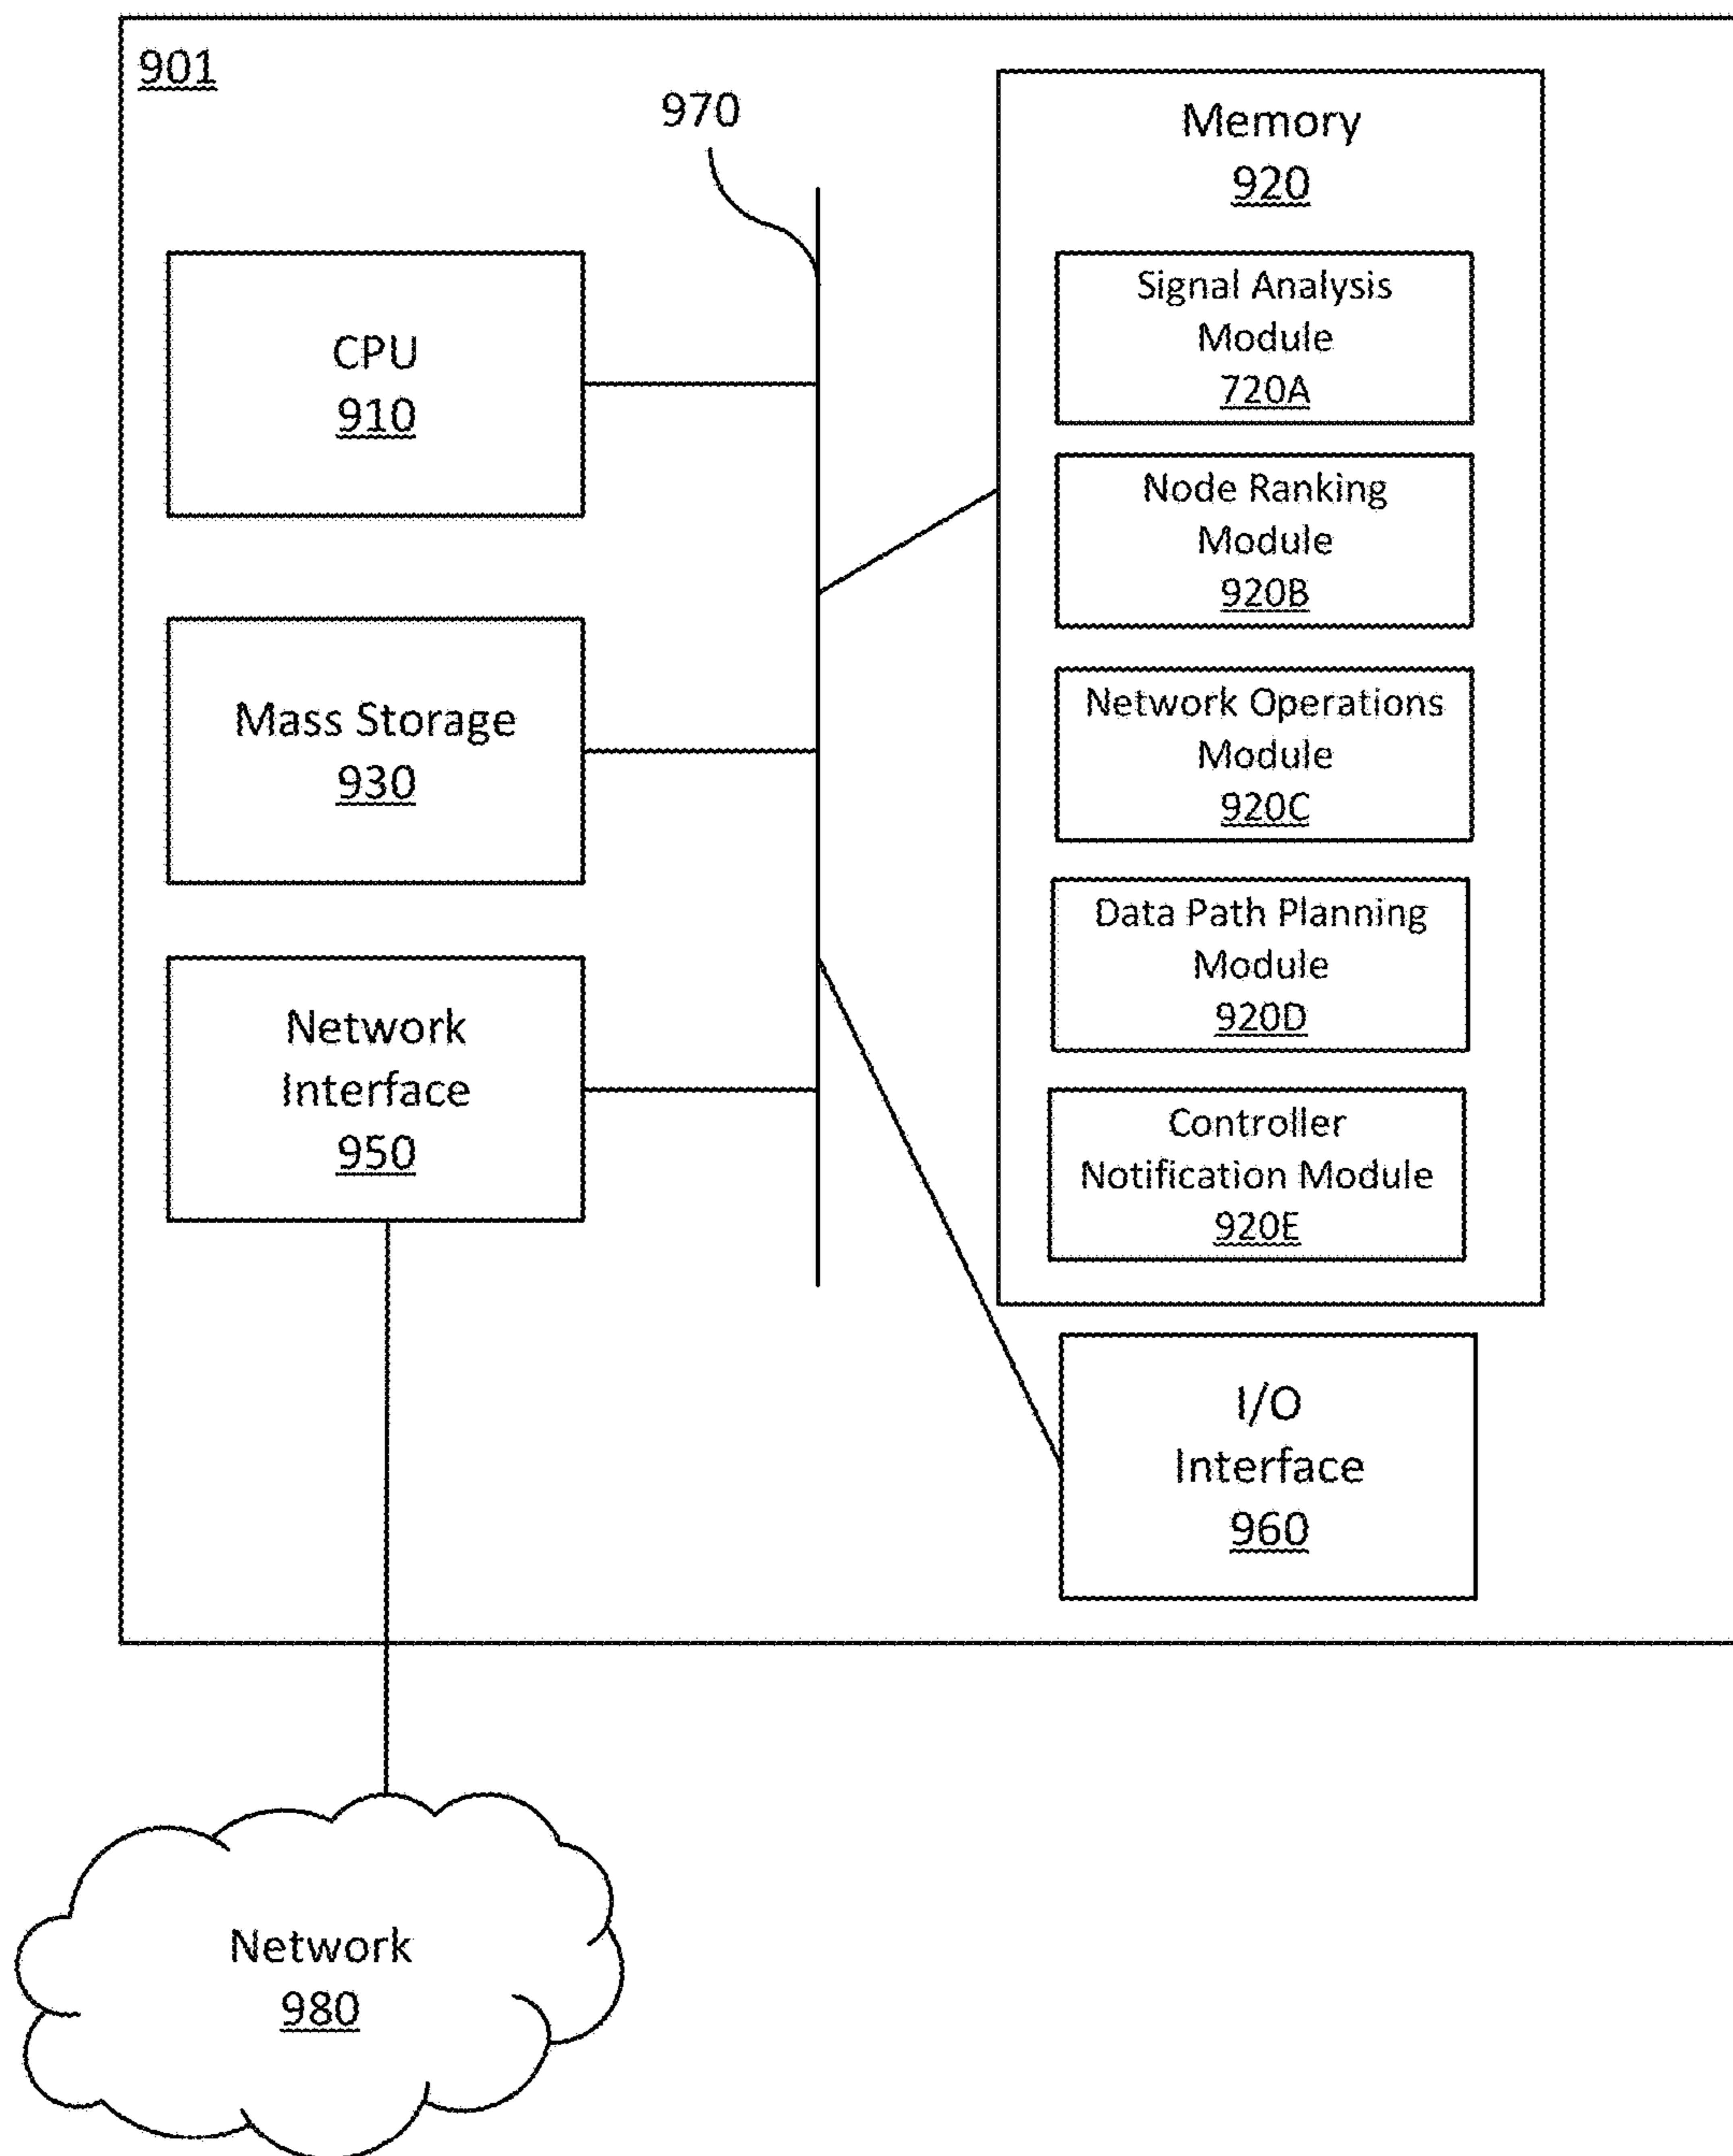 901
970
CPU
910
Mass Storage
930
Network
Interface
950
Memory
920
Signal Analysis
Module
720A
Node Ranking
Module
920B
Network Operations
Module
920C
Data Path Planning
Module
920D
Controller
Notification Module
920E
I/O
Interface
960
Network
980